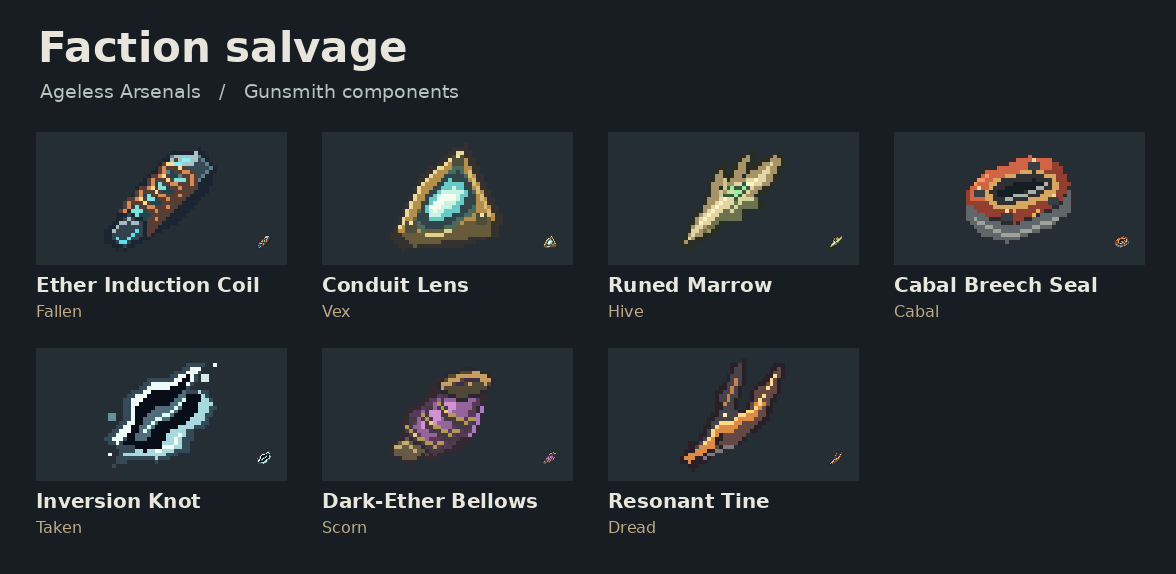 Faction salvage
Ageless Arsenals / Gunsmith components
Ether Induction Coil
Fallen
Conduit Lens
Vex
Runed Marrow
Hive
Cabal Breech Seal
Cabal
Inversion Knot
Taken
Dark-Ether Bellows
Scorn
Resonant Tine
Dread